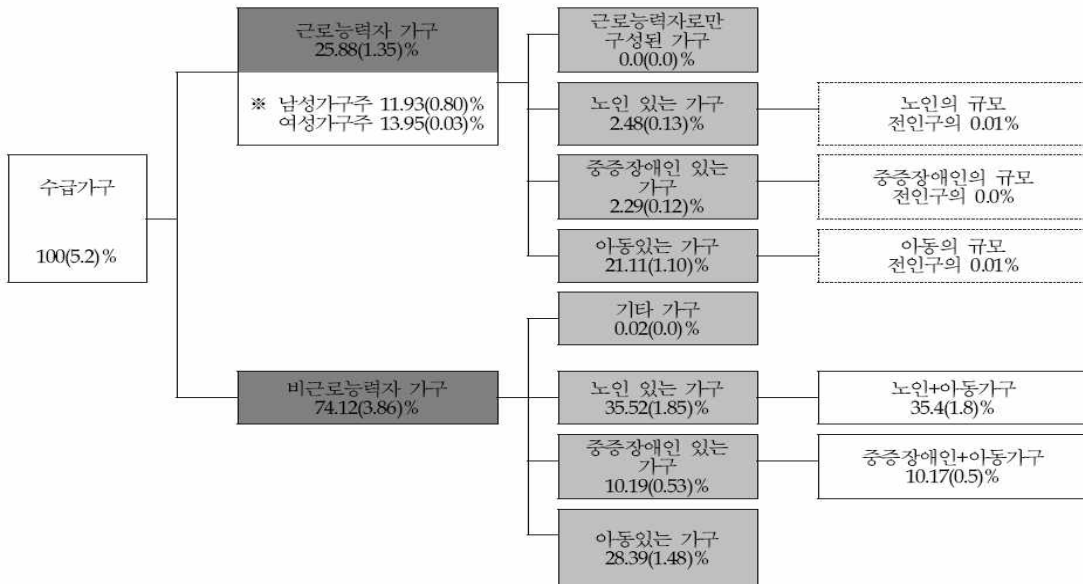 근로능력자 가구
25.88(1.35)%
※ 남성가구주 11.93(0.80)%
여성가구주 13.95(0.03)%
근로능력자로만
구성된 가구
0.0(0.0)%
노인 있는 가구
2.48(0.13)%
노인의 규모
전인구의 0.01%
수급가구
100(5.2)%
중증장애인 있는
가구
2.29(0.12)%
중증장애인의 규모
전인구의 0.0%
아동있는 가구
21.11(1.10)%
아동의 규모
전인구의 0.01%
기타 가구
0.02(0.0)%
비근로능력자 가구
74.12(3.86)%
노인 있는 가구
35.52(1.85)%
노인+아동가구
35.4(1.8)%
중증장애인 있는
가구
10.19(0.53)%
중증장애인+아동가구
10.17(0.5)%
아동있는 가구
28.39(1.48)%